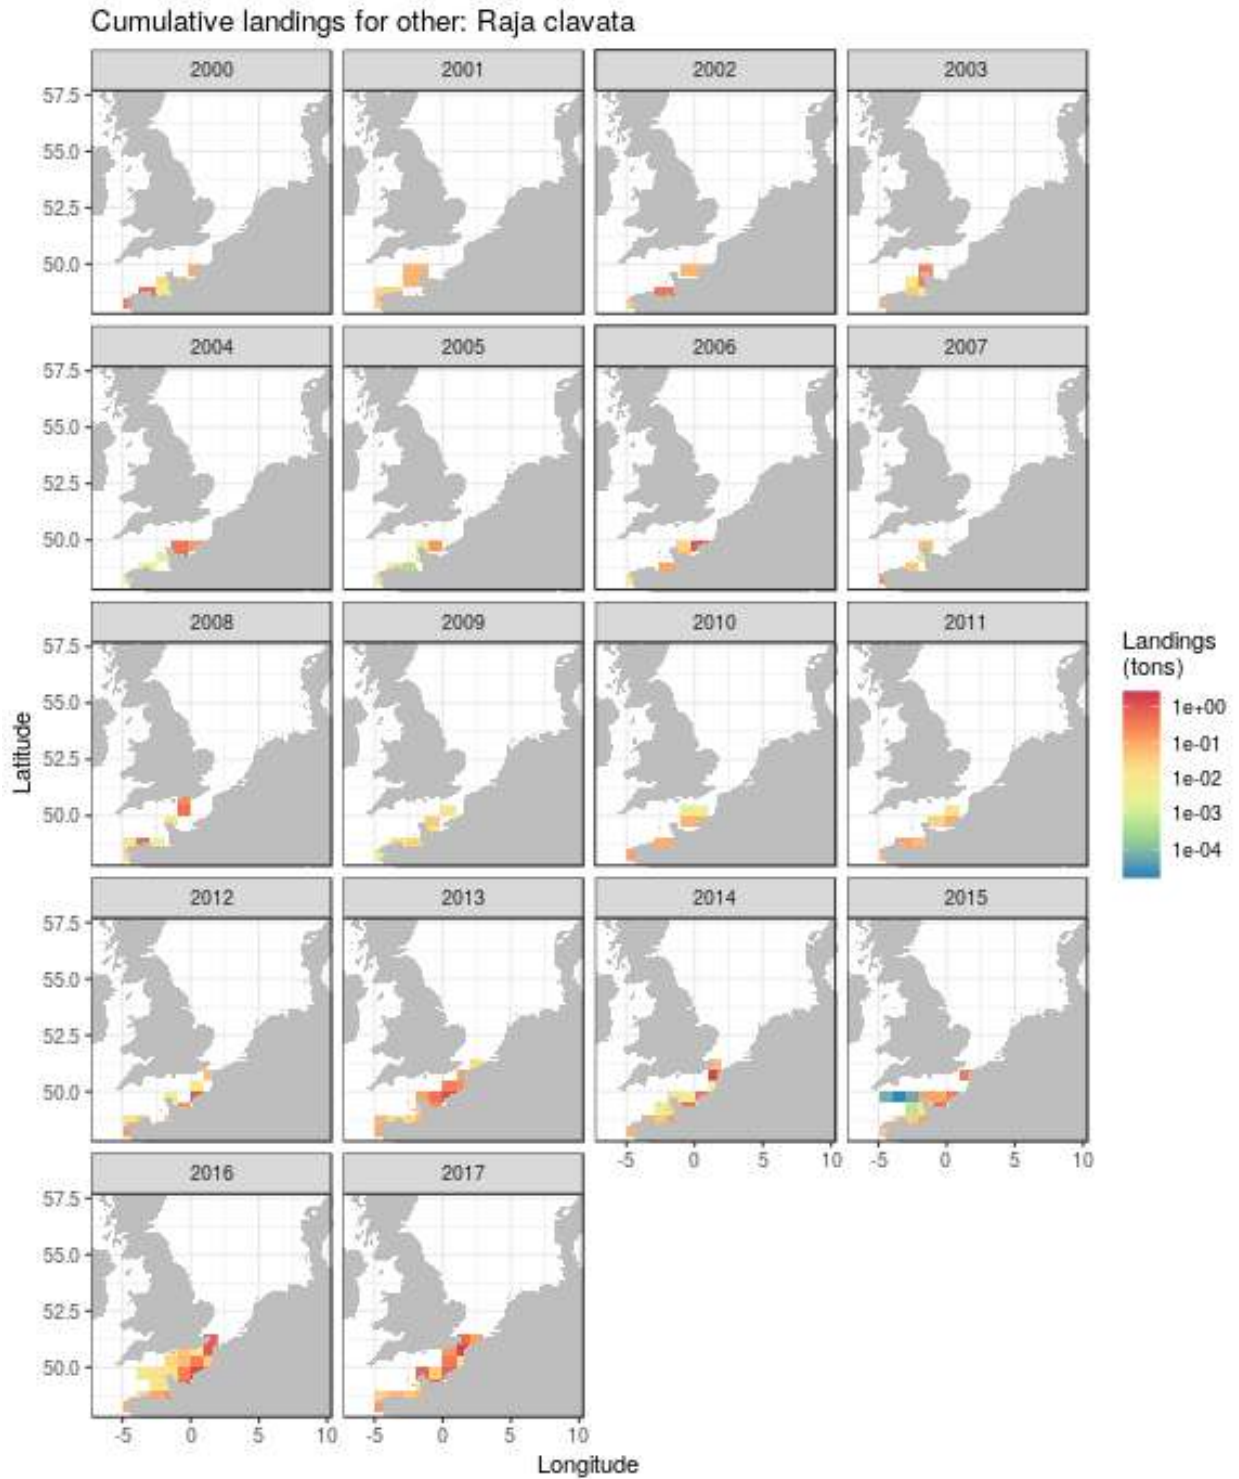 Cumulative landings for other: Raja clavata
2000 2001 2002 2003
57.5
55.0
52.5
50.0
2004 2005 2006 2007
57.5
55.0
52.5
50.0
2008 2009 2010 2011
57.5
55.0
52.5
50.0
Latitude
Landings
(tons)
1e+00
1e-01
1e-02
1e-03
1e-04
2012 2013 2014 2015
57.5
55.0
52.5
50.0
-5 0 5 10 -5 0 5 10
2016 2017
57.5
55.0
52.5
50.0
-5 0 5 10 -5 0 5 10
Longitude